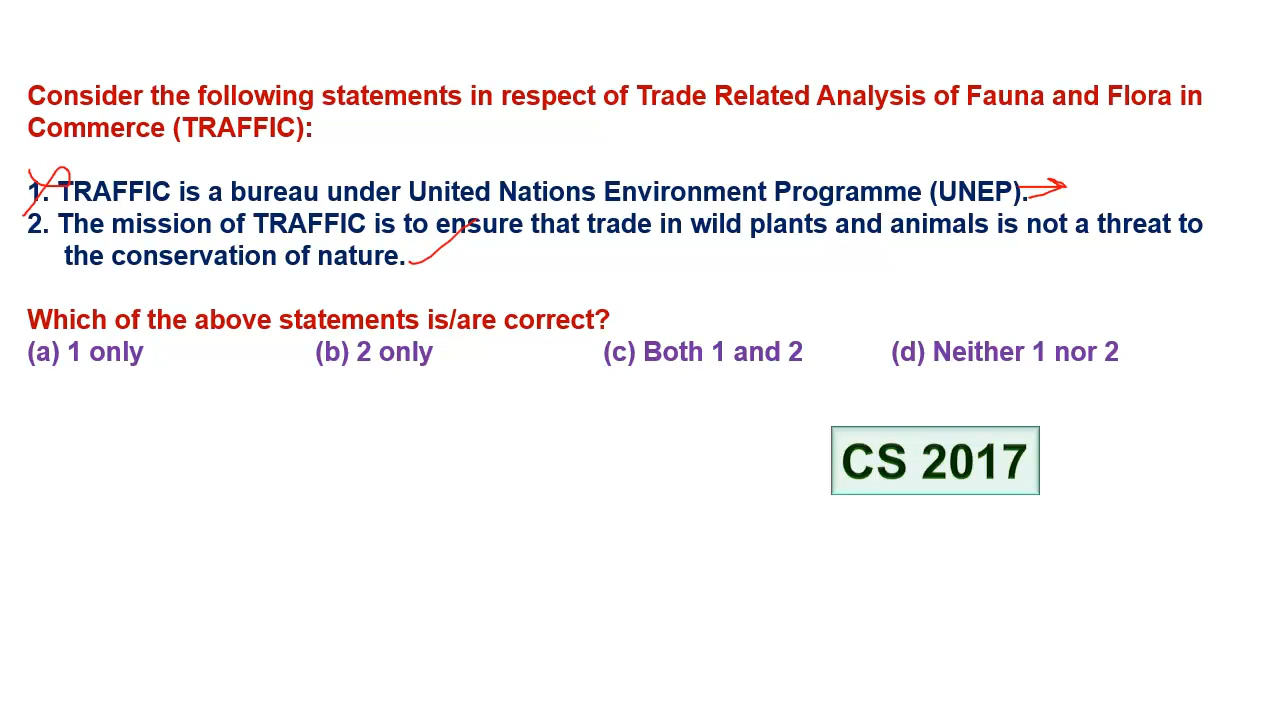 Consider the following statements in respect of Trade Related Analysis of Fauna and Flora in
Commerce (TRAFFIC):
1. TRAFFIC is a bureau under United Nations Environment Programme (UNEP).
2. The mission of TRAFFIC is to ensure that trade in wild plants and animals is not a threat to
the conservation of nature.
Which of the above statements is/are correct?
(a) 1 only (b) 2 only (c) Both 1 and 2 (d) Neither 1 nor 2
CS 2017